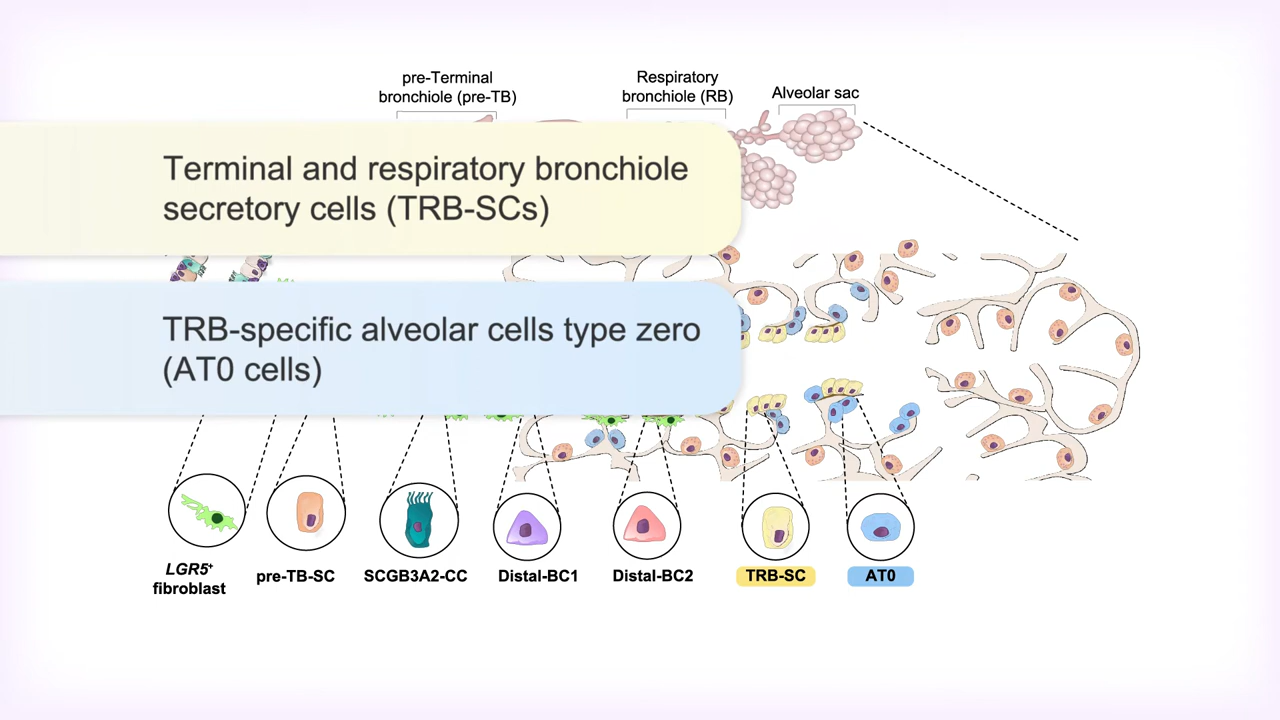 pre-Terminal
bronchiole (pre-TB)
Respiratory
bronchiole (RB)
Alveolar sac
Terminal and respiratory bronchiole
secretory cells (TRB-SCs)
TRB-specific alveolar cells type zero
(AT0 cells)
LGR5⁺
fibroblast
pre-TB-SC
SCGB3A2-CC
Distal-BC1
Distal-BC2
TRB-SC
AT0